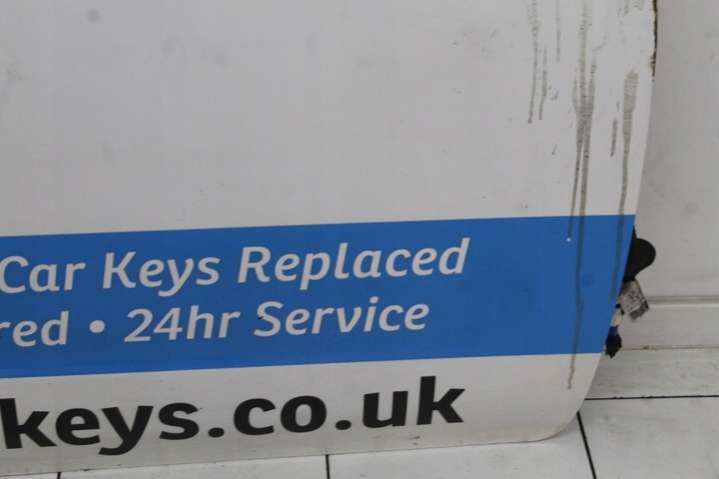 Car Keys Replaced
red • 24hr Service
keys.co.uk